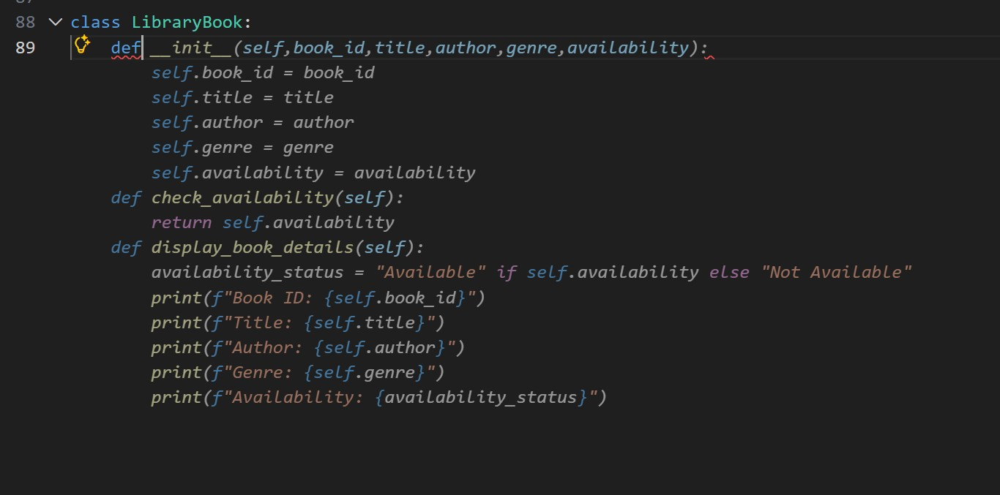 88 class LibraryBook:
89     def __init__(self,book_id,title,author,genre,availability):
        self.book_id = book_id
        self.title = title
        self.author = author
        self.genre = genre
        self.availability = availability
    def check_availability(self):
        return self.availability
    def display_book_details(self):
        availability_status = "Available" if self.availability else "Not Available"
        print(f"Book ID: {self.book_id}")
        print(f"Title: {self.title}")
        print(f"Author: {self.author}")
        print(f"Genre: {self.genre}")
        print(f"Availability: {availability_status}")